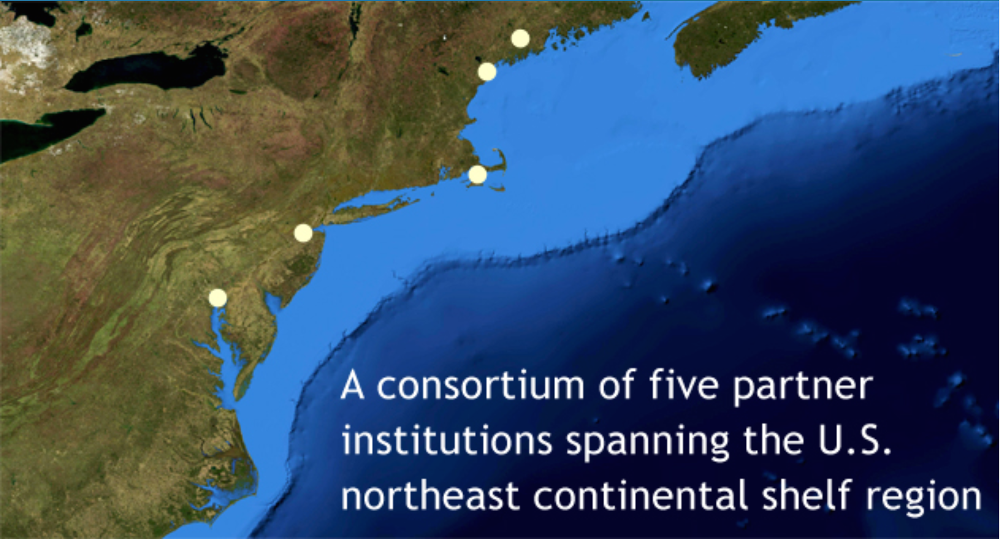 A consortium of five partner
institutions spanning the U.S.
northeast continental shelf region